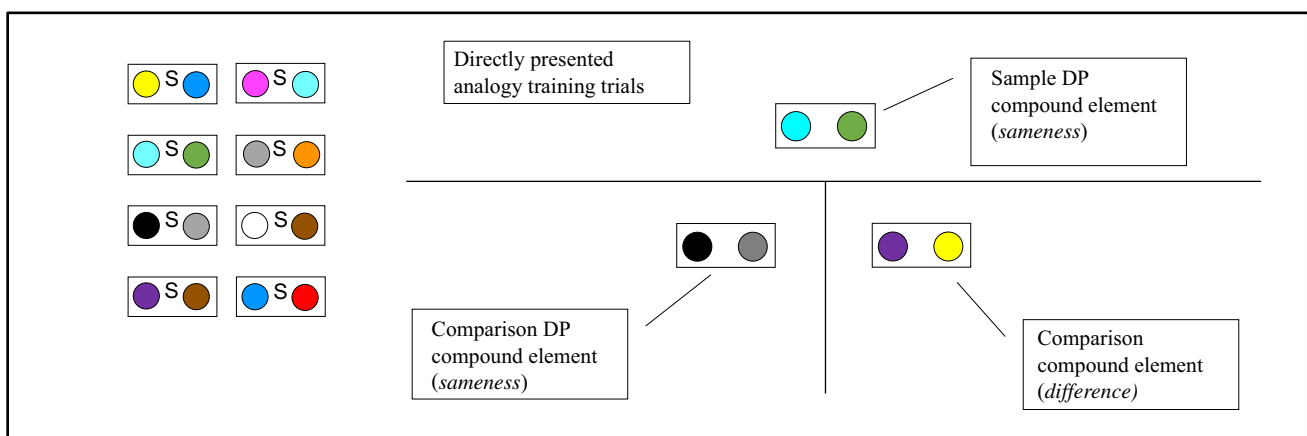 S S
S S
S S
S S
Directly presented
analogy training trials
Sample DP
compound element
(sameness)
Comparison DP
compound element
(sameness)
Comparison
compound element
(difference)